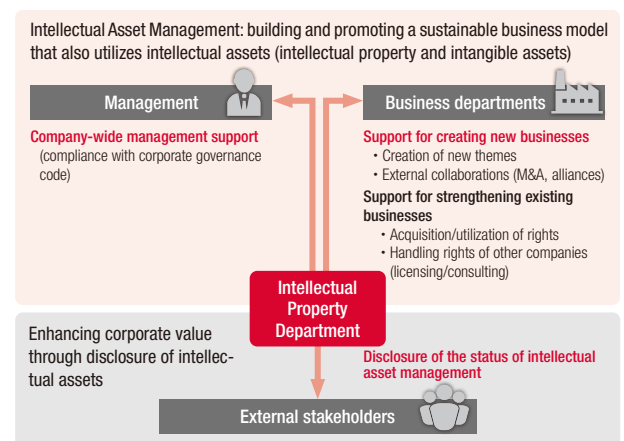 Intellectual Asset Management: building and promoting a sustainable business model
that also utilizes intellectual assets (intellectual property and intangible assets)
Management
Company-wide management support
(compliance with corporate governance
code)
Business departments
Support for creating new businesses
• Creation of new themes
• External collaborations (M&A, alliances)
Support for strengthening existing
businesses
• Acquisition/utilization of rights
• Handling rights of other companies
(licensing/consulting)
Intellectual
Property
Department
Enhancing corporate value
through disclosure of intellec-
tual assets
Disclosure of the status of intellectual
asset management
External stakeholders